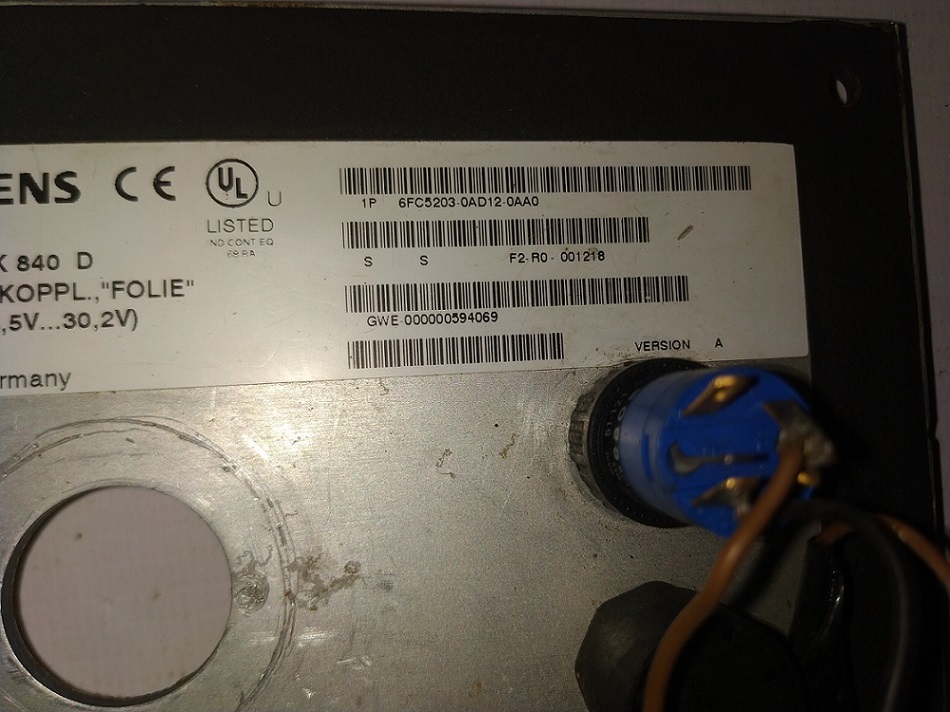 ENS CE UL U
LISTED
IND CONT EQ
1P 6FC5203-0AD12-0AA0
S S F2-R0-001218
K 840 D
KOPPL.,"FOLIE"
,5V...30,2V)
GWE-000000594069
VERSION A
rmany